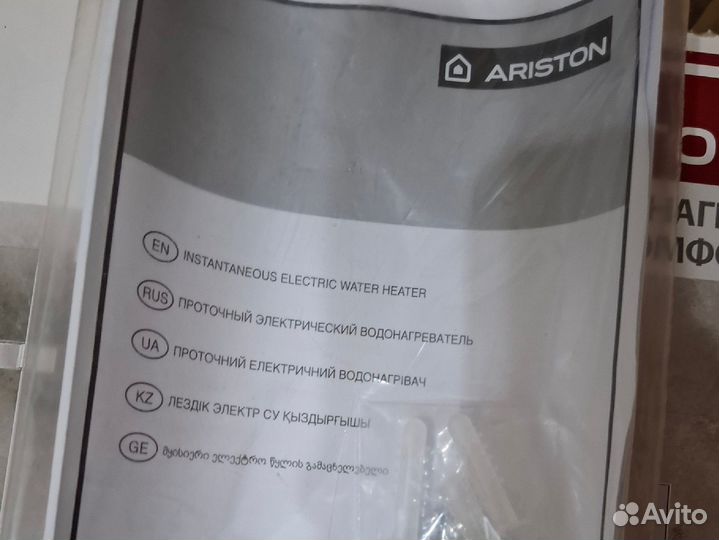 ARISTON
EN INSTANTANEOUS ELECTRIC WATER HEATER
RUS ПРОТОЧНЫЙ ЭЛЕКТРИЧЕСКИЙ ВОДОНАГРЕВАТЕЛЬ
UA ПРОТОЧНИЙ ЕЛЕКТРИЧНИЙ ВОДОНАГРІВАЧ
KZ ЛЕЗДІК ЭЛЕКТР СУ ҚЫЗДЫРҒЫШЫ
GE მყისიერი ელექტრო წყლის გამაცხელებელი
Avito